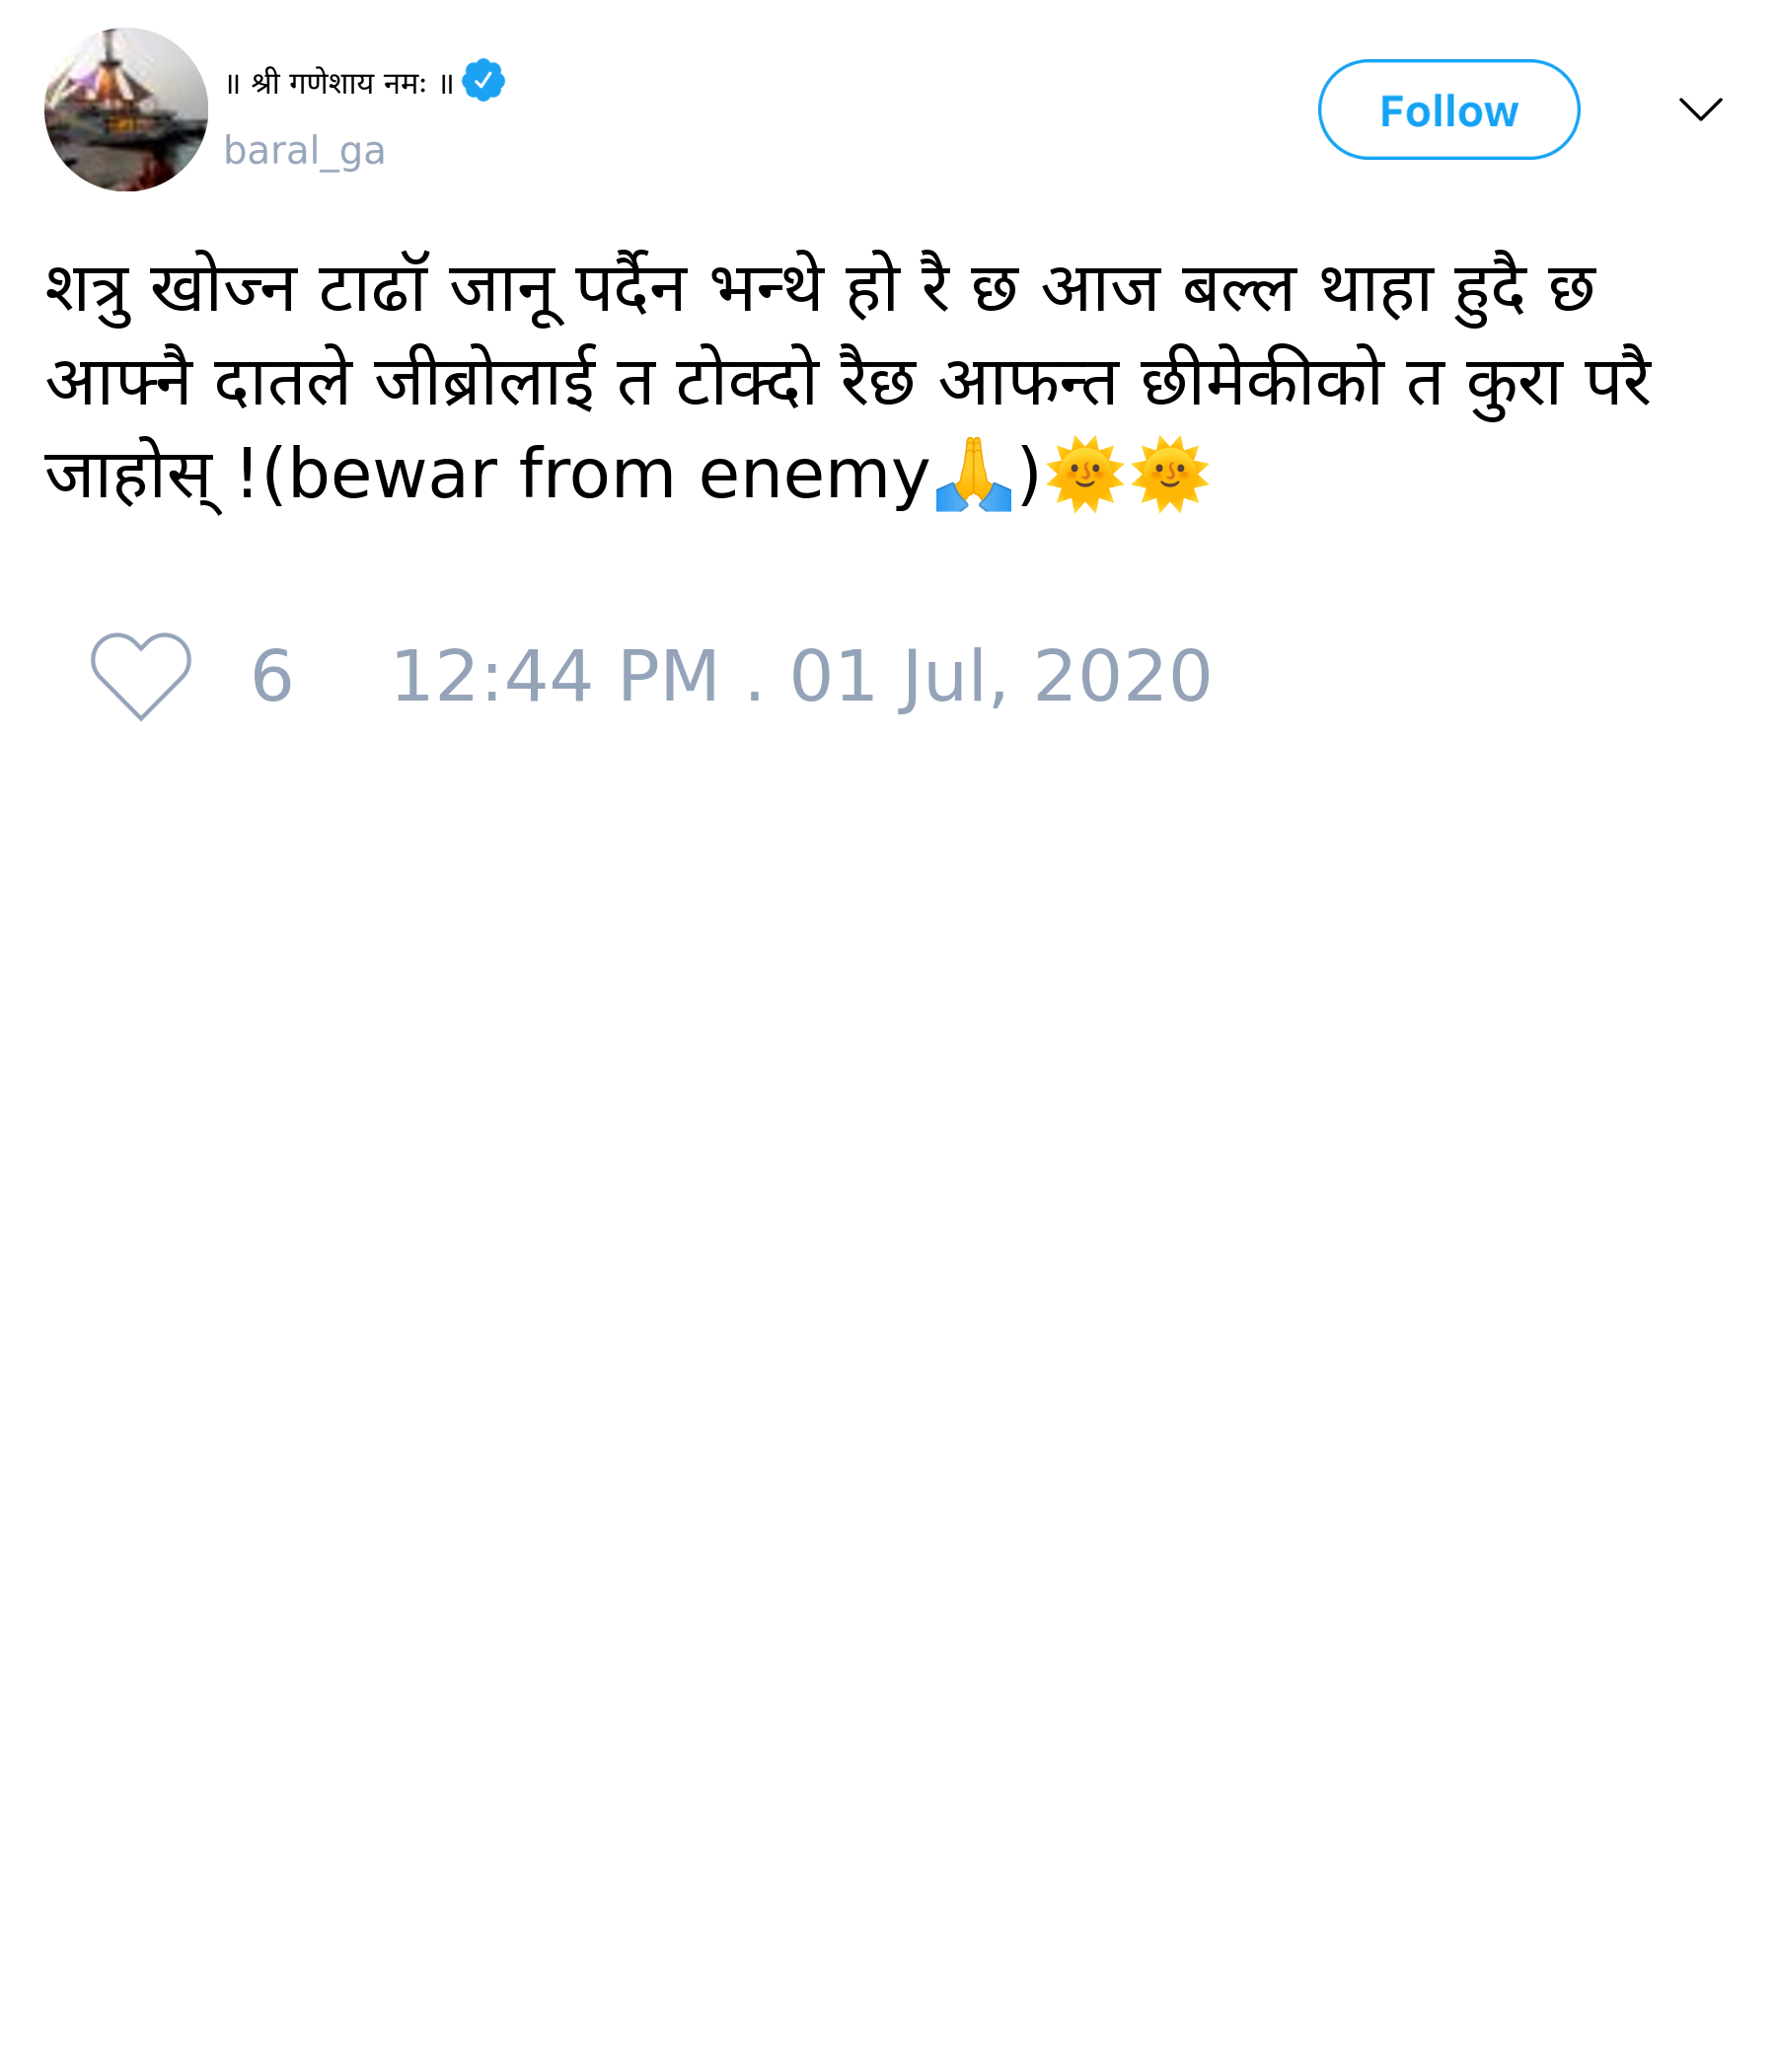 ॥ श्री गणेशाय नमः ॥
baral_ga
Follow
शत्रु खोज्न टाढॉ जानू पर्दैन भन्थे हो रै छ आज बल्ल थाहा हुदै छ
आफ्नै दातले जीब्रोलाई त टोक्दो रैछ आफन्त छीमेकीको त कुरा परै
जाहोस् !(bewar from enemy🙏)🌞🌞
6 12:44 PM . 01 Jul, 2020